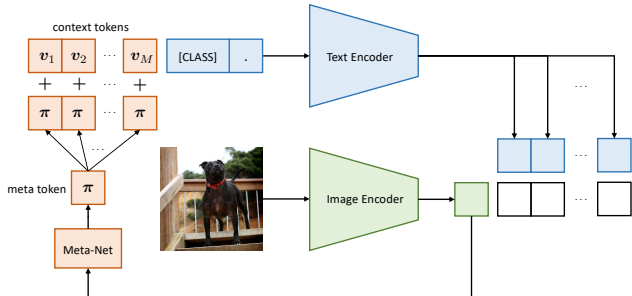 context tokens
v1 v2 ... vM [CLASS] . Text Encoder
+ + ... +
π π ... π ...
...
meta token π Image Encoder ... 
Meta-Net